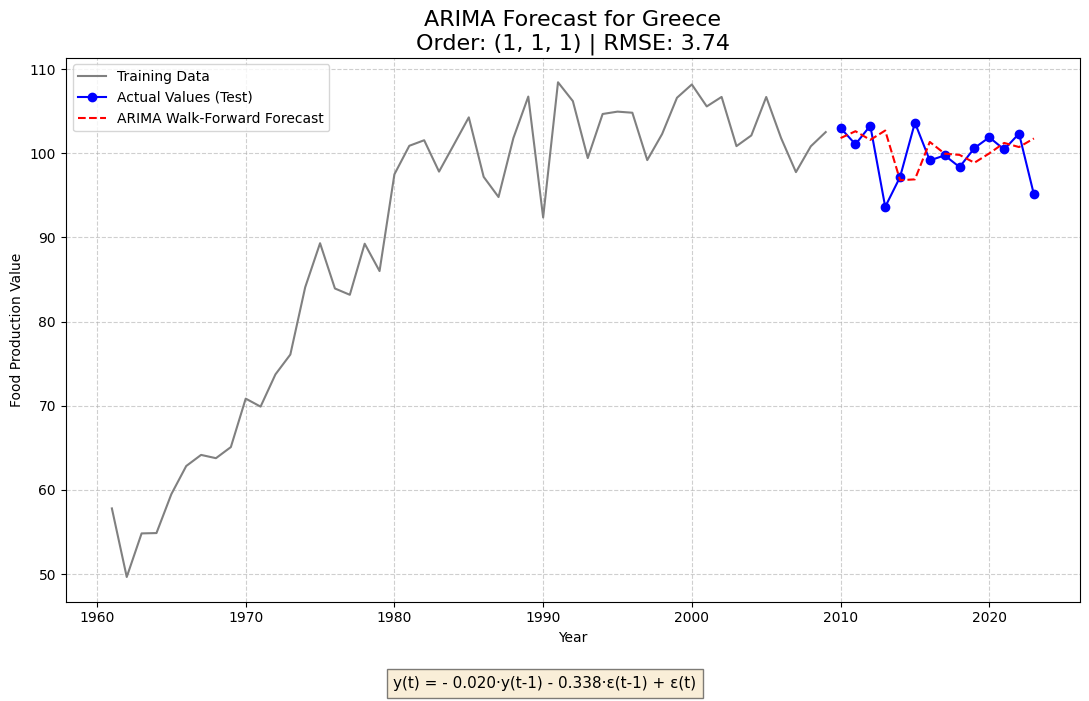 ARIMA Forecast for Greece
Order: (1, 1, 1) | RMSE: 3.74
Training Data
Actual Values (Test)
ARIMA Walk-Forward Forecast
Food Production Value
110
100
90
80
70
60
50
1960
1970
1980
1990
2000
2010
2020
Year
y(t) = - 0.020·y(t-1) - 0.338·ε(t-1) + ε(t)